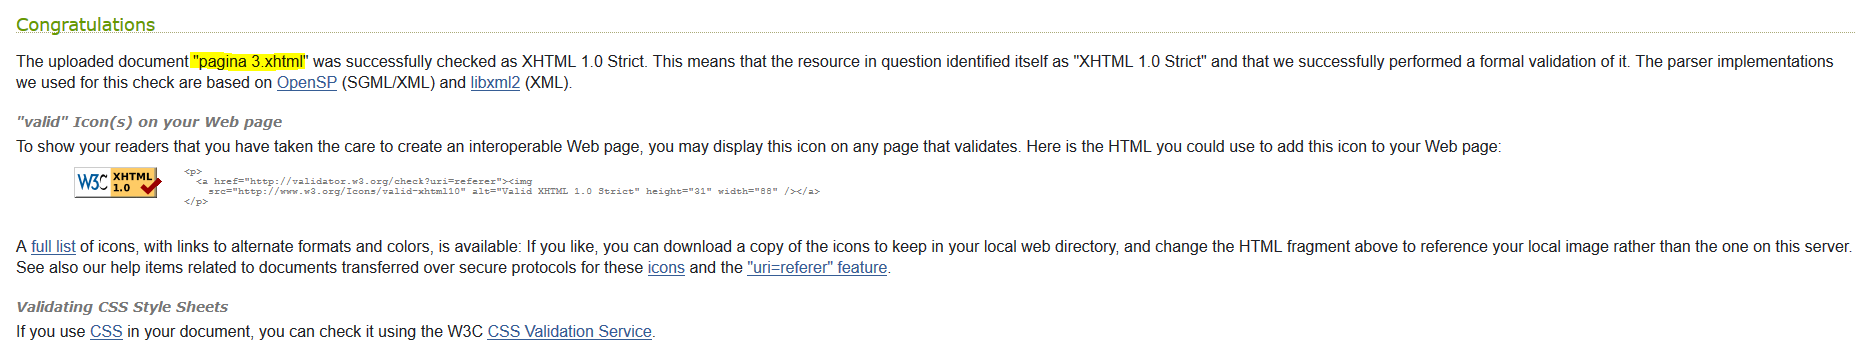 Congratulations
The uploaded document "pagina 3.xhtml" was successfully checked as XHTML 1.0 Strict. This means that the resource in question identified itself as "XHTML 1.0 Strict" and that we successfully performed a formal validation of it. The parser implementations
we used for this check are based on OpenSP (SGML/XML) and libxml2 (XML).
"valid" Icon(s) on your Web page
To show your readers that you have taken the care to create an interoperable Web page, you may display this icon on any page that validates. Here is the HTML you could use to add this icon to your Web page:
W3C XHTML 1.0
<p>
<a href="http://validator.w3.org/check?uri=referer"><img
src="http://www.w3.org/Icons/valid-xhtml10" alt="Valid XHTML 1.0 Strict" height="31" width="88" /></a>
</p>
A full list of icons, with links to alternate formats and colors, is available: If you like, you can download a copy of the icons to keep in your local web directory, and change the HTML fragment above to reference your local image rather than the one on this server.
See also our help items related to documents transferred over secure protocols for these icons and the "uri=referer" feature.
Validating CSS Style Sheets
If you use CSS in your document, you can check it using the W3C CSS Validation Service.